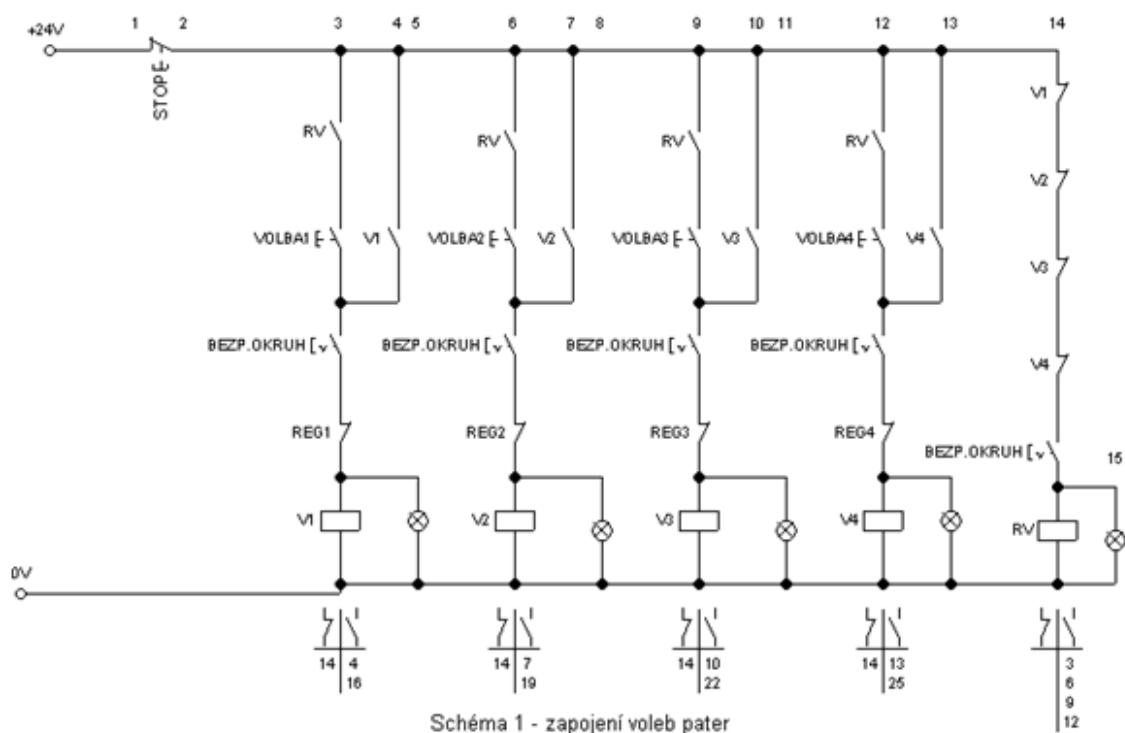 1 2 3 4 5 6 7 8 9 10 11 12 13 14
+24V
STOP
V1
RV RV RV RV
V2
VOLBA1 V1 VOLBA2 V2 VOLBA3 V3 VOLBA4 V4
V3
BEZP.OKRUH BEZP.OKRUH BEZP.OKRUH BEZP.OKRUH
V4
REG1 REG2 REG3 REG4
BEZP.OKRUH 15
V1 V2 V3 V4 RV
0V
14 4 14 7 14 10 14 13 3
16 19 22 25 6
9
12
Schéma 1 - zapojení voleb pater